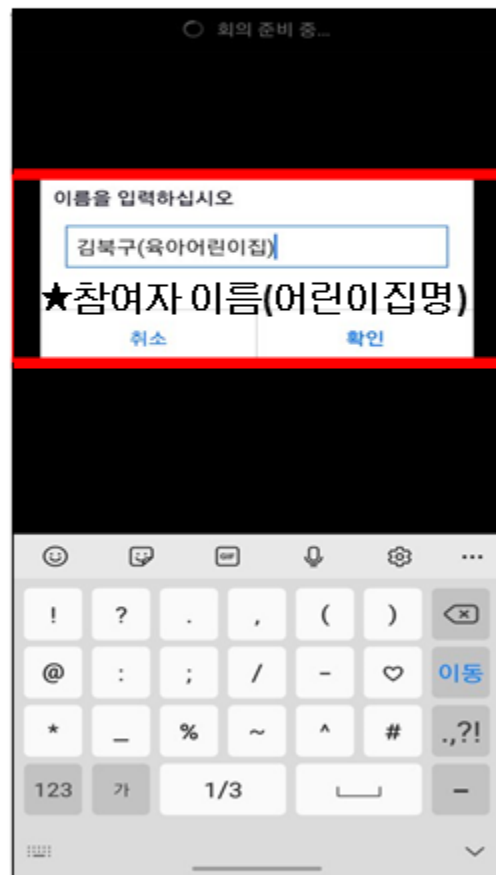 회의 준비 중...
이름을 입력하십시오
김북구(육아어린이집)
★참여자 이름(어린이집명)
취소 확인
GIF
! ? . , ( )
@ : ; / - ♡ 이동
* _ % ~ ^ # .,?!
123 가 1/3 -